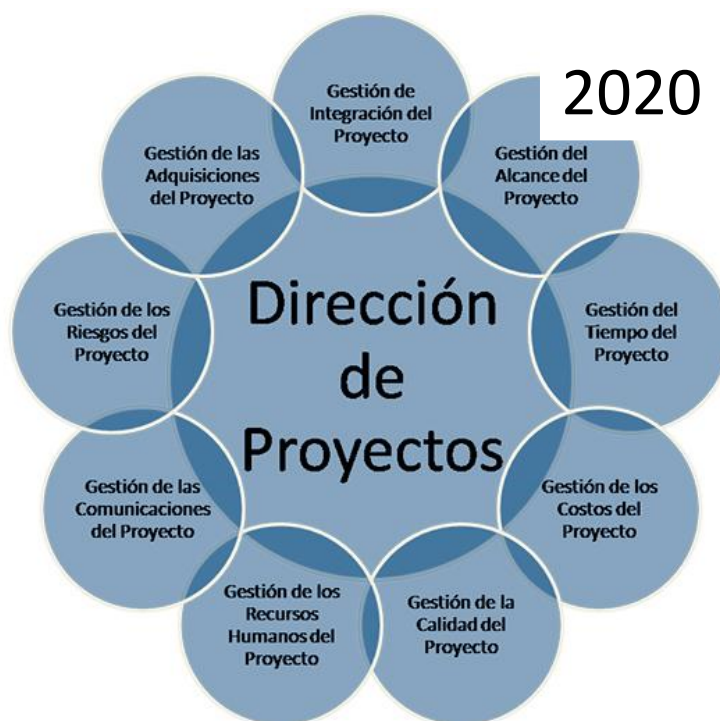 2020
Gestión de
Integración del
Proyecto
Gestión del
Alcance del
Proyecto
Gestión del
Tiempo del
Proyecto
Gestión de los
Costos del
Proyecto
Gestión de la
Calidad del
Proyecto
Gestión de los
Recursos
Humanos del
Proyecto
Gestión de las
Comunicaciones
del Proyecto
Gestión de los
Riesgos del
Proyecto
Gestión de las
Adquisiciones
del Proyecto
Dirección
de
Proyectos